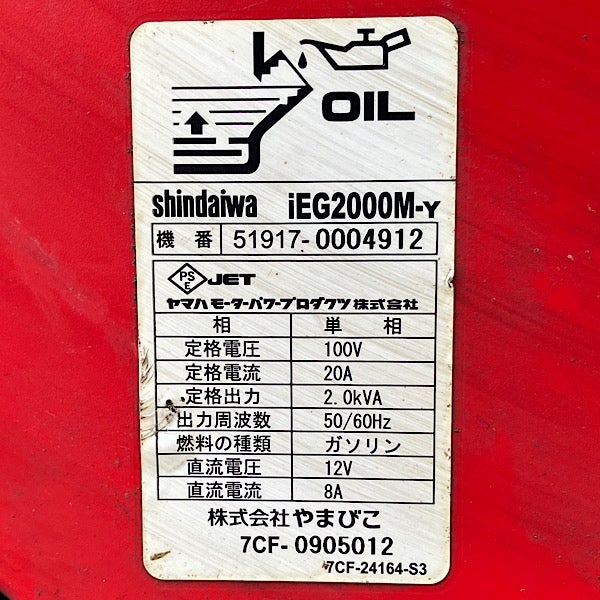 OIL
shindaiwa iEG2000M-Y
機番 51917-0004912
PSE JET
ヤマハモーターパワープロダクツ株式会社
相 単相
定格電圧 100V
定格電流 20A
定格出力 2.0kVA
出力周波数 50/60Hz
燃料の種類 ガソリン
直流電圧 12V
直流電流 8A
株式会社やまびこ
7CF-0905012
7CF-24164-S3